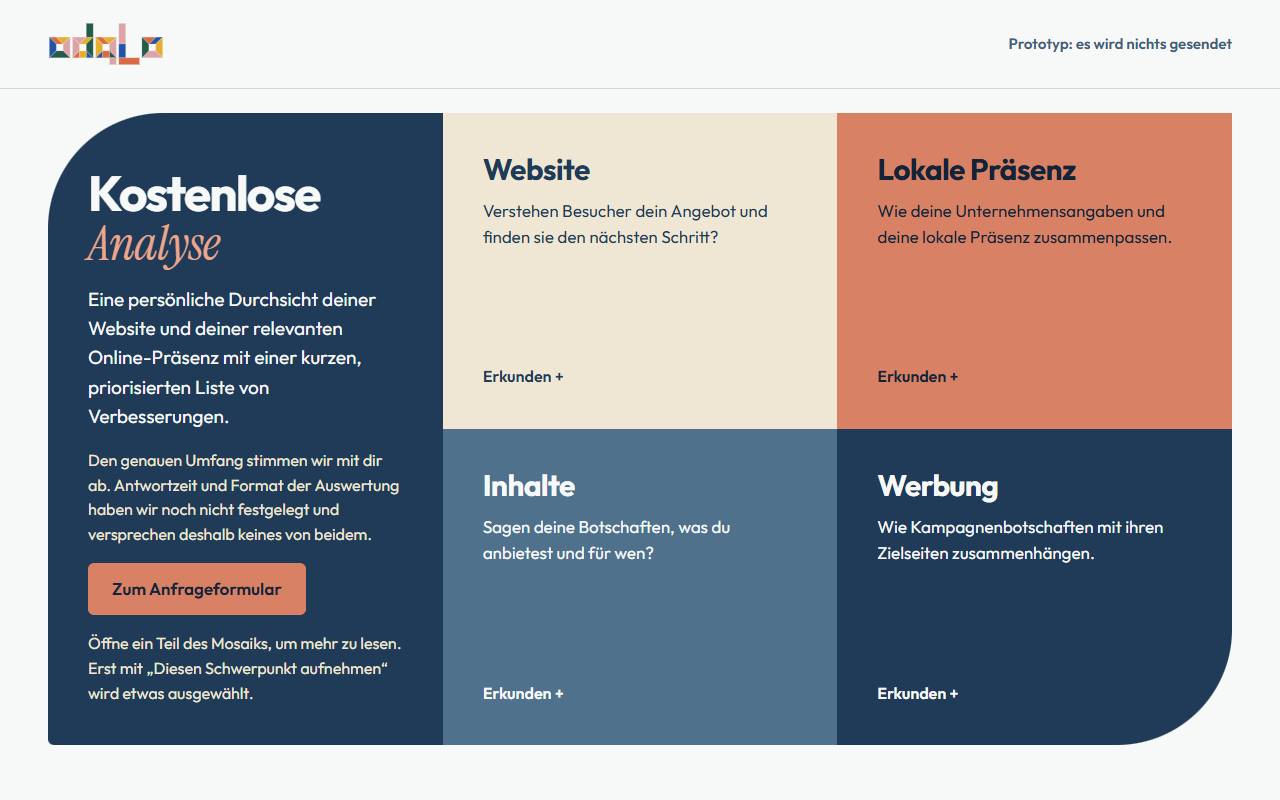 odalo
Prototyp: es wird nichts gesendet
Kostenlose
Analyse
Eine persönliche Durchsicht deiner
Website und deiner relevanten
Online-Präsenz mit einer kurzen,
priorisierten Liste von
Verbesserungen.
Den genauen Umfang stimmen wir mit dir
ab. Antwortzeit und Format der Auswertung
haben wir noch nicht festgelegt und
versprechen deshalb keines von beidem.
Zum Anfrageformular
Öffne ein Teil des Mosaiks, um mehr zu lesen.
Erst mit „Diesen Schwerpunkt aufnehmen“
wird etwas ausgewählt.
Website
Verstehen Besucher dein Angebot und
finden sie den nächsten Schritt?
Erkunden +
Lokale Präsenz
Wie deine Unternehmensangaben und
deine lokale Präsenz zusammenpassen.
Erkunden +
Inhalte
Sagen deine Botschaften, was du
anbietest und für wen?
Erkunden +
Werbung
Wie Kampagnenbotschaften mit ihren
Zielseiten zusammenhängen.
Erkunden +